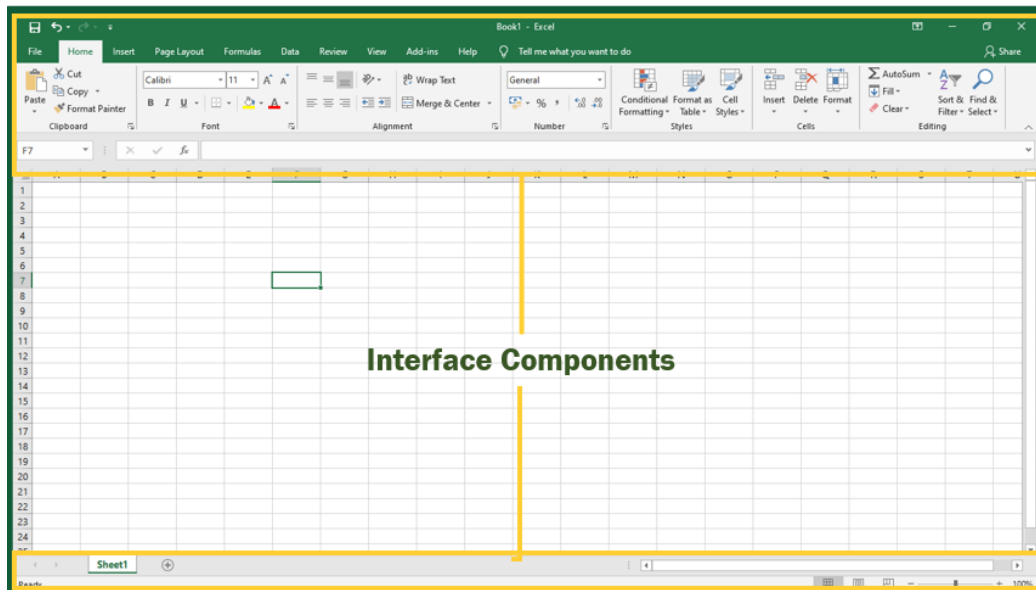 Book1 - Excel
File Home Insert Page Layout Formulas Data Review View Add-ins Help Tell me what you want to do Share
Cut
Copy
Format Painter
Paste
Calibri 11 A A
B I U A
Wrap Text
Merge & Center
General
% ,
Conditional Formatting
Format as Table
Cell Styles
Insert Delete Format
AutoSum
Fill
Clear
Sort & Filter
Find & Select
Clipboard Font Alignment Number Styles Cells Editing
F7 fx
1
2
3
4
5
6
7
8
9
10
11
12
Interface Components
13
14
15
16
17
18
19
20
21
22
23
24
Sheet1
Ready 100%